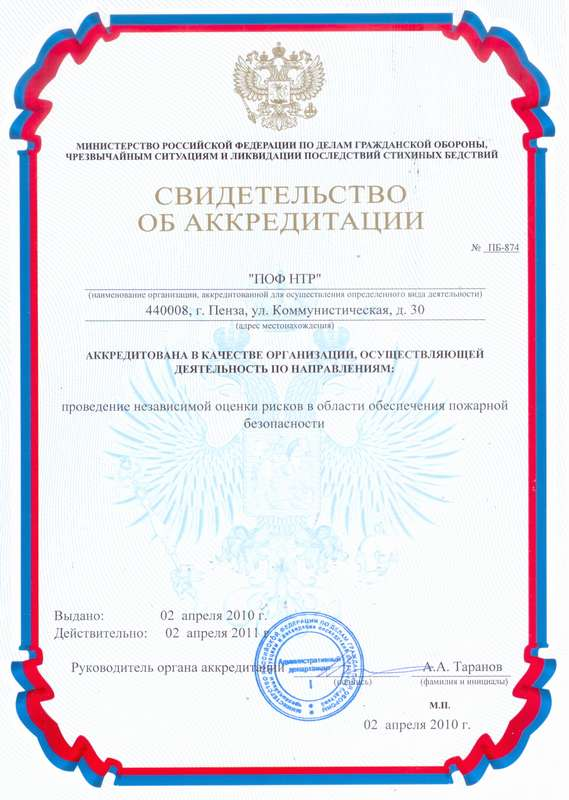 МИНИСТЕРСТВО РОССИЙСКОЙ ФЕДЕРАЦИИ ПО ДЕЛАМ ГРАЖДАНСКОЙ ОБОРОНЫ,
ЧРЕЗВЫЧАЙНЫМ СИТУАЦИЯМ И ЛИКВИДАЦИИ ПОСЛЕДСТВИЙ СТИХИНЫХ БЕДСТВИЙ
СВИДЕТЕЛЬСТВО
ОБ АККРЕДИТАЦИИ
№ ПБ-874
"ПОФ НТР"
(наименование организации, аккредитованной для осуществления определенного вида деятельности)
440008, г. Пенза, ул. Коммунистическая, д. 30
(адрес местонахождения)
АККРЕДИТОВАНА В КАЧЕСТВЕ ОРГАНИЗАЦИИ, ОСУЩЕСТВЛЯЮЩЕЙ
ДЕЯТЕЛЬНОСТЬ ПО НАПРАВЛЕНИЯМ:
проведение независимой оценки рисков в области обеспечения пожарной
безопасности
Выдано: 02 апреля 2010 г.
Действительно: 02 апреля 2011 г.
Административный
департамент
1
Руководитель органа аккредитации
А.А. Таранов
(подпись)
(фамилия и инициалы)
М.П.
02 апреля 2010 г.